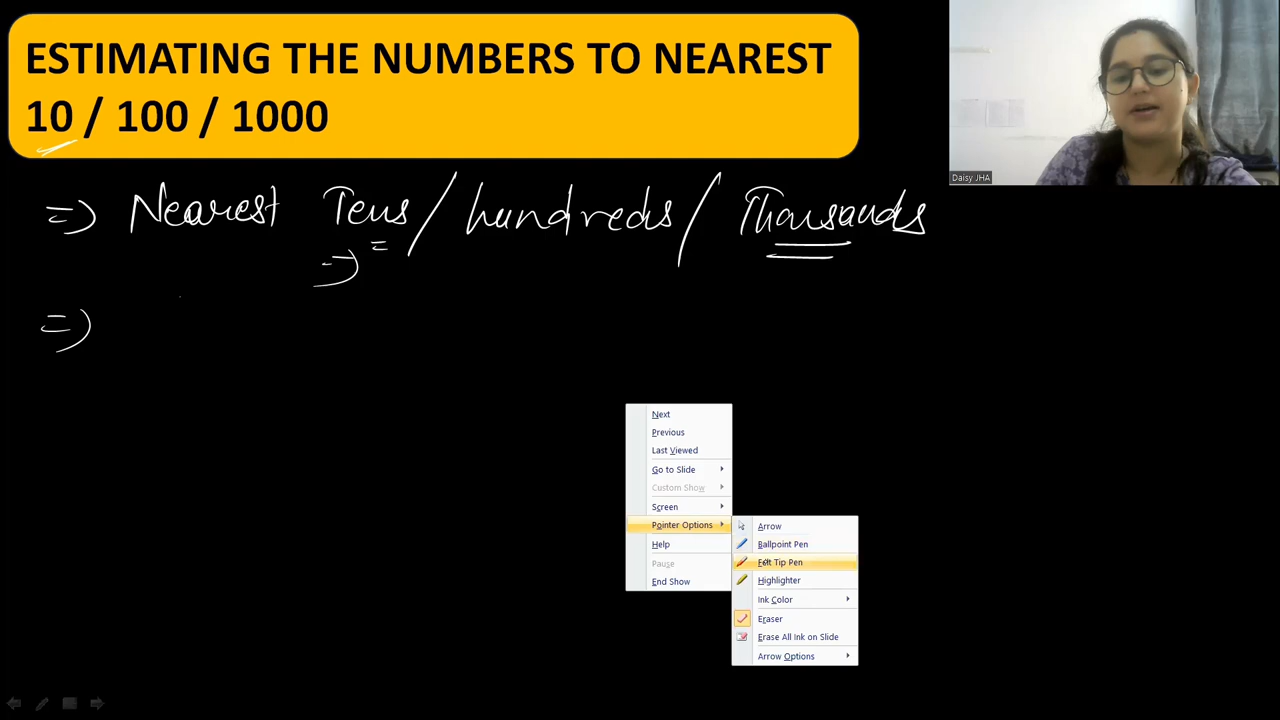 ESTIMATING THE NUMBERS TO NEAREST
10 / 100 / 1000
Daisy JHA
=> Nearest Tens / hundreds / Thousands
=>
Next
Previous
Last Viewed
Go to Slide
Custom Show
Screen
Pointer Options
Help
Pause
End Show
Arrow
Ballpoint Pen
Felt Tip Pen
Highlighter
Ink Color
Eraser
Erase All Ink on Slide
Arrow Options